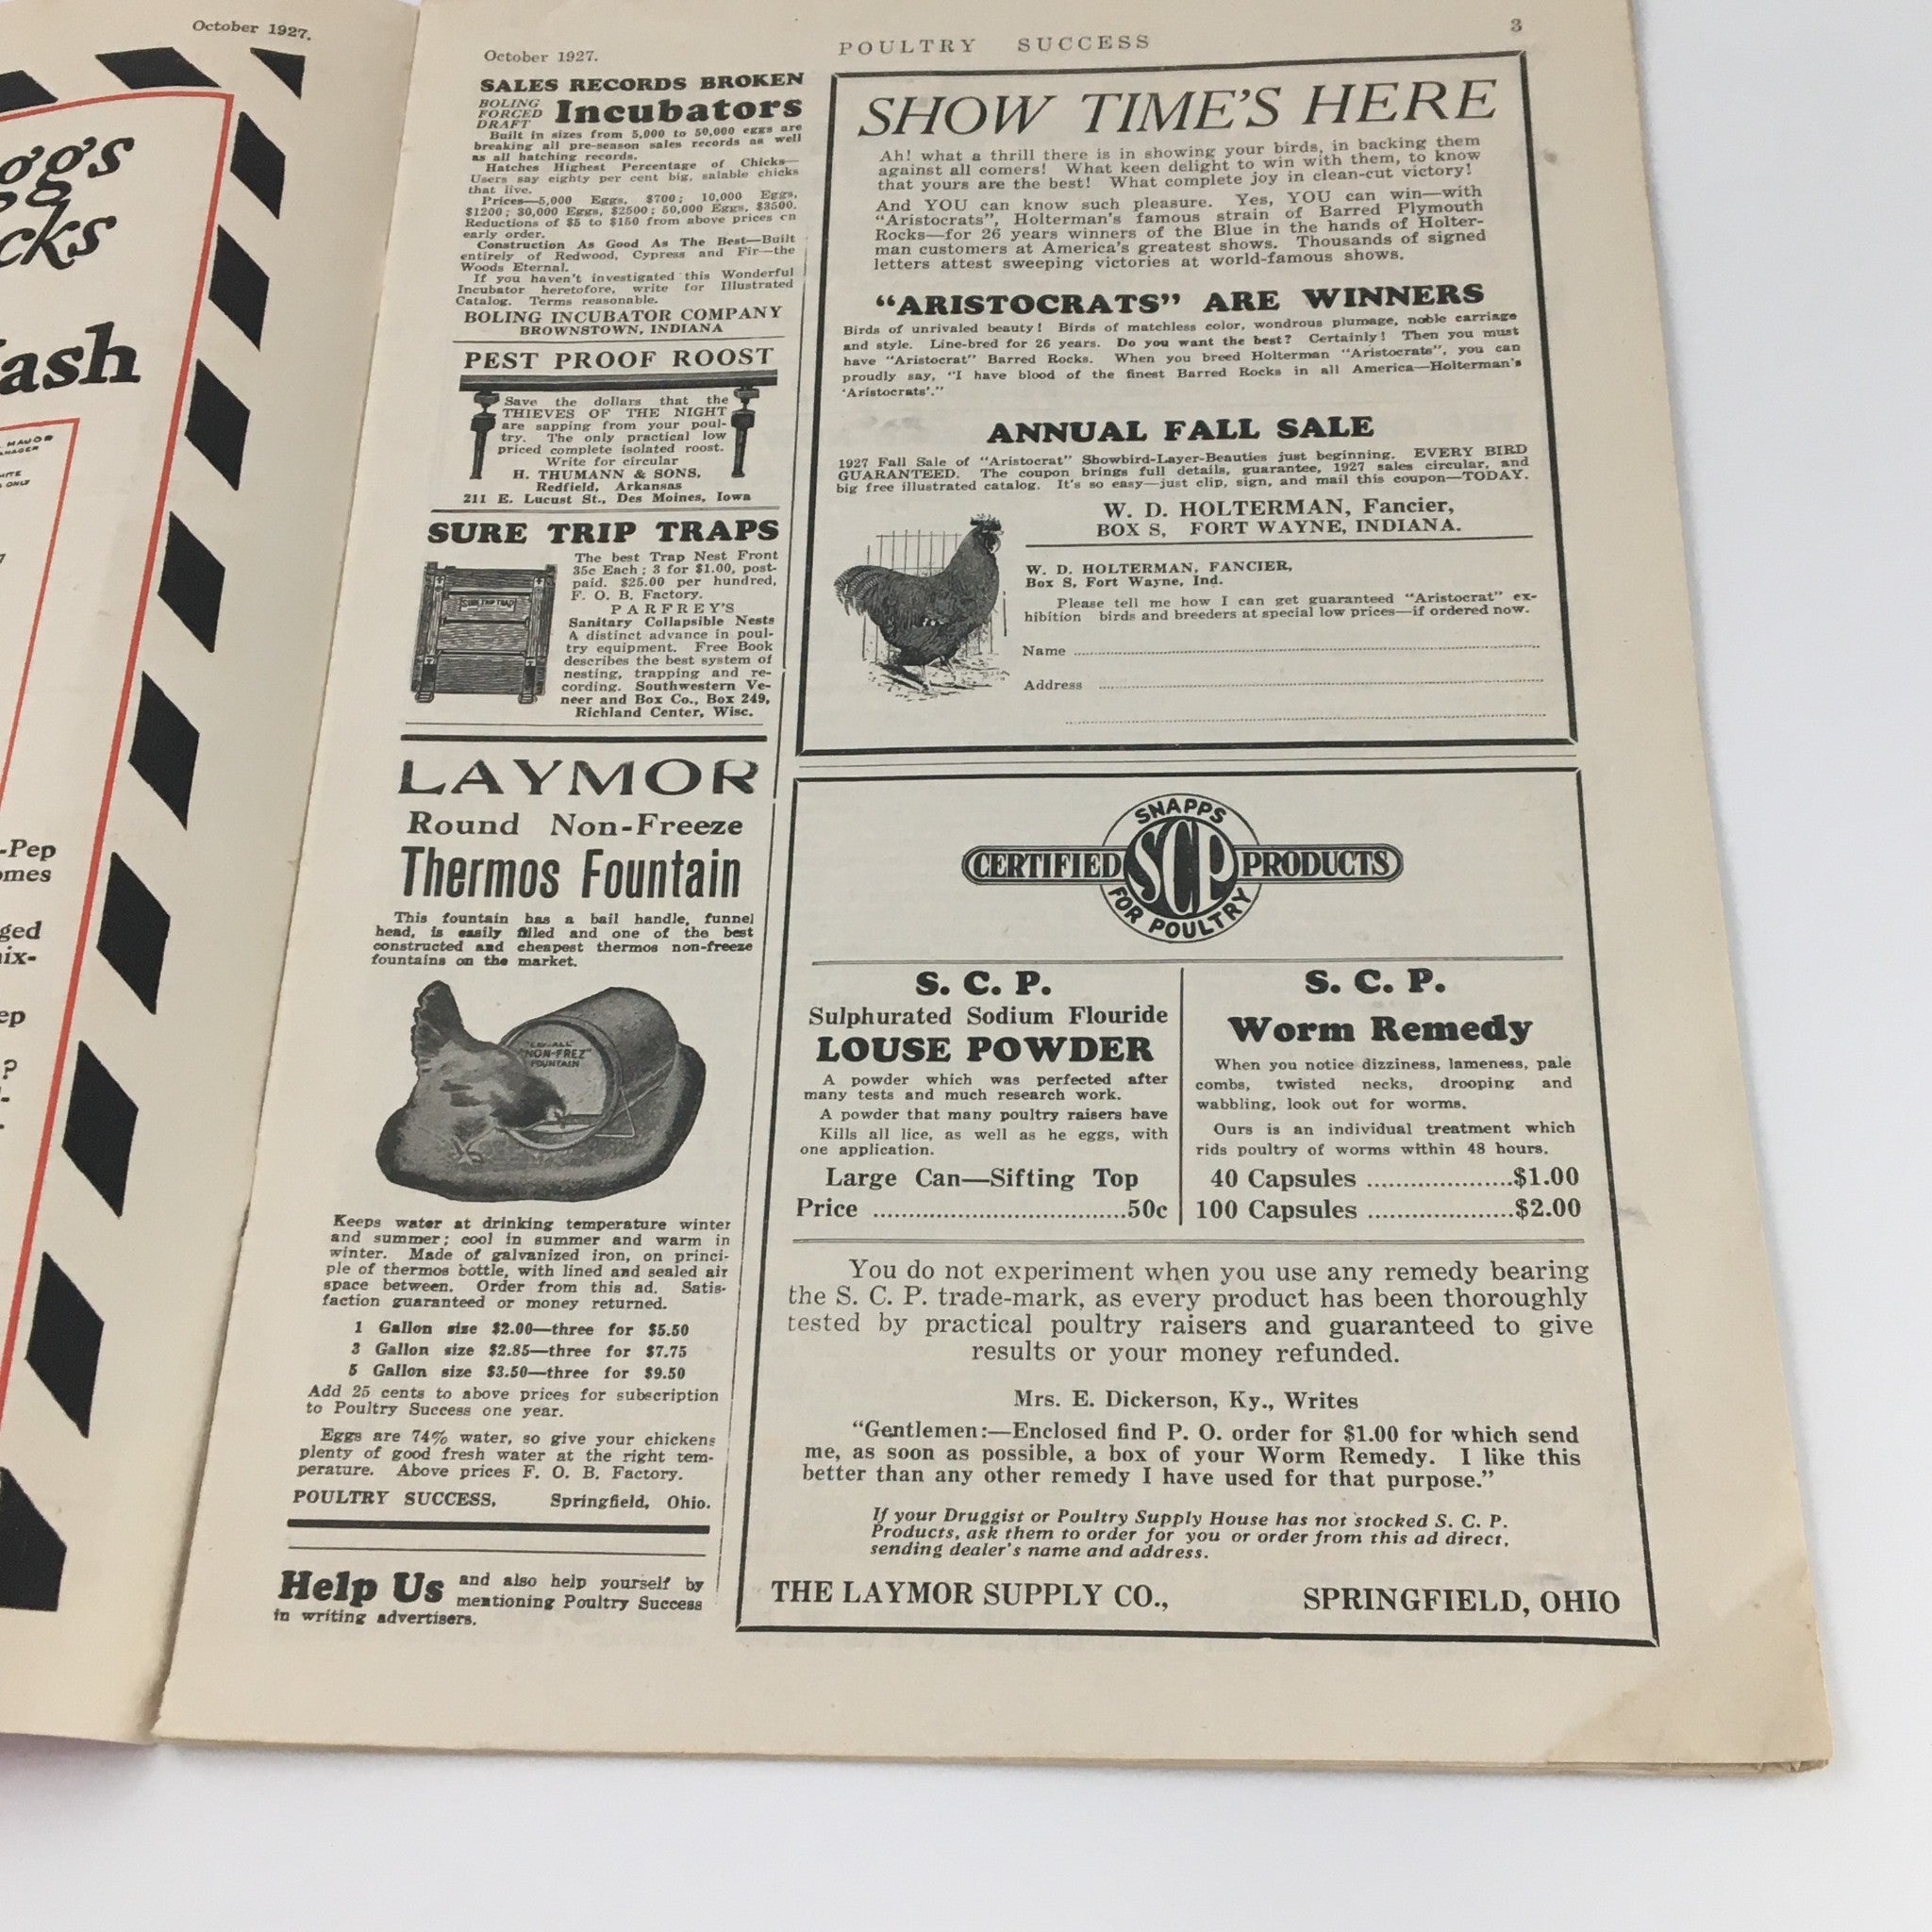 October 1927.
ggs
cks
ash
MAJOR
-Pep
omes
ged
ix-
ep
?
October 1927.
POULTRY SUCCESS
3
SALES RECORDS BROKEN
BOLING
FORCED
DRAFT
Incubators
Built in sizes from 5,000 to 50,000 eggs are
breaking all pre-season sales records as well
as all hatching records.
Hatches Highest Percentage of Chicks—
Users say eighty per cent big, salable chicks
that live.
Prices—5,000 Eggs, $700; 10,000 Eggs,
$1200; 30,000 Eggs, $2500; 50,000 Eggs, $3500.
Reductions of $5 to $150 from above prices cn
early order.
Construction As Good As The Best—Built
entirely of Redwood, Cypress and Fir—the
Woods Eternal.
If you haven't investigated this Wonderful
Incubator heretofore, write for Illustrated
Catalog. Terms reasonable.
BOLING INCUBATOR COMPANY
BROWNSTOWN, INDIANA
PEST PROOF ROOST
Save the dollars that the
THIEVES OF THE NIGHT
are sapping from your poul-
try. The only practical low
priced complete isolated roost.
Write for circular
H. THUMANN & SONS,
Redfield, Arkansas
211 E. Lucust St., Des Moines, Iowa
SURE TRIP TRAPS
SURE TRIP TRAP
The best Trap Nest Front
35c Each; 3 for $1.00, post-
paid. $25.00 per hundred,
F. O. B. Factory.
PARFREY'S
Sanitary Collapsible Nests
A distinct advance in poul-
try equipment. Free Book
describes the best system of
nesting, trapping and re-
cording. Southwestern Ve-
neer and Box Co., Box 249,
Richland Center, Wisc.
LAYMOR
Round Non-Freeze
Thermos Fountain
This fountain has a bail handle, funnel
head, is easily filled and one of the best
constructed and cheapest thermos non-freeze
fountains on the market.
"NON-FREZ"
FOUNTAIN
Keeps water at drinking temperature winter
and summer; cool in summer and warm in
winter. Made of galvanized iron, on princi-
ple of thermos bottle, with lined and sealed air
space between. Order from this ad. Satis-
faction guaranteed or money returned.
1 Gallon size $2.00—three for $5.50
3 Gallon size $2.85—three for $7.75
5 Gallon size $3.50—three for $9.50
Add 25 cents to above prices for subscription
to Poultry Success one year.
Eggs are 74% water, so give your chickens
plenty of good fresh water at the right tem-
perature. Above prices F. O. B. Factory.
POULTRY SUCCESS, Springfield, Ohio.
Help Us and also help yourself by
mentioning Poultry Success
in writing advertisers.
SHOW TIME'S HERE
Ah! what a thrill there is in showing your birds, in backing them
against all comers! What keen delight to win with them, to know
that yours are the best! What complete joy in clean-cut victory!
And YOU can know such pleasure. Yes, YOU can win—with
"Aristocrats", Holterman's famous strain of Barred Plymouth
Rocks—for 26 years winners of the Blue in the hands of Holter-
man customers at America's greatest shows. Thousands of signed
letters attest sweeping victories at world-famous shows.
"ARISTOCRATS" ARE WINNERS
Birds of unrivaled beauty! Birds of matchless color, wondrous plumage, noble carriage
and style. Line-bred for 26 years. Do you want the best? Certainly! Then you must
have "Aristocrat" Barred Rocks. When you breed Holterman "Aristocrats", you can
proudly say, "I have blood of the finest Barred Rocks in all America—Holterman's
'Aristocrats'."
ANNUAL FALL SALE
1927 Fall Sale of "Aristocrat" Showbird-Layer-Beauties just beginning. EVERY BIRD
GUARANTEED. The coupon brings full details, guarantee, 1927 sales circular, and
big free illustrated catalog. It's so easy—just clip, sign, and mail this coupon—TODAY.
W. D. HOLTERMAN, Fancier,
BOX S, FORT WAYNE, INDIANA.
W. D. HOLTERMAN, FANCIER,
Box S, Fort Wayne, Ind.
Please tell me how I can get guaranteed "Aristocrat" ex-
hibition birds and breeders at special low prices—if ordered now.
Name
Address
SNAPPS
CERTIFIED SCP PRODUCTS
FOR POULTRY
S. C. P.
Sulphurated Sodium Flouride
LOUSE POWDER
A powder which was perfected after
many tests and much research work.
A powder that many poultry raisers have
Kills all lice, as well as he eggs, with
one application.
Large Can—Sifting Top
Price ................................50c
S. C. P.
Worm Remedy
When you notice dizziness, lameness, pale
combs, twisted necks, drooping and
wabbling, look out for worms.
Ours is an individual treatment which
rids poultry of worms within 48 hours.
40 Capsules ....................$1.00
100 Capsules ....................$2.00
You do not experiment when you use any remedy bearing
the S. C. P. trade-mark, as every product has been thoroughly
tested by practical poultry raisers and guaranteed to give
results or your money refunded.
Mrs. E. Dickerson, Ky., Writes
"Gentlemen:—Enclosed find P. O. order for $1.00 for which send
me, as soon as possible, a box of your Worm Remedy. I like this
better than any other remedy I have used for that purpose."
If your Druggist or Poultry Supply House has not stocked S. C. P.
Products, ask them to order for you or order from this ad direct,
sending dealer's name and address.
THE LAYMOR SUPPLY CO., SPRINGFIELD, OHIO